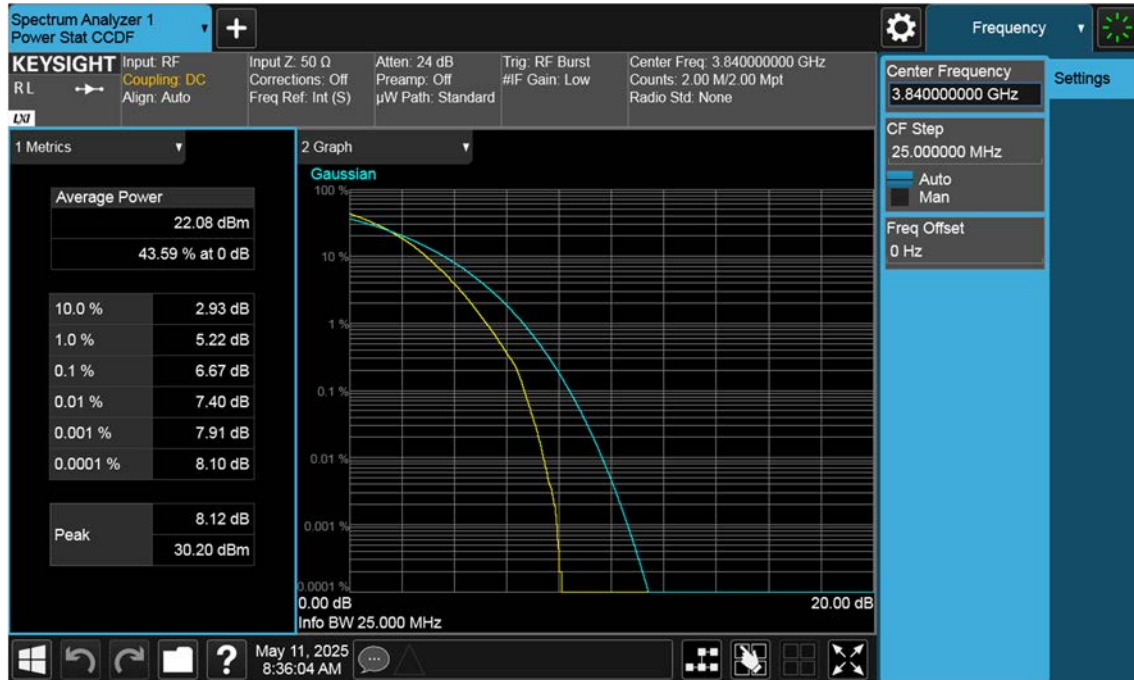 Spectrum Analyzer 1
Power Stat CCDF
Frequency
KEYSIGHT
R L
LXI
Input: RF
Coupling: DC
Align: Auto
Input Z: 50 Ω
Corrections: Off
Freq Ref: Int (S)
Atten: 24 dB
Preamp: Off
µW Path: Standard
Trig: RF Burst
#IF Gain: Low
Center Freq: 3.840000000 GHz
Counts: 2.00 M/2.00 Mpt
Radio Std: None
Center Frequency
3.840000000 GHz
Settings
CF Step
25.000000 MHz
Auto
Man
Freq Offset
0 Hz
1 Metrics
Average Power
22.08 dBm
43.59 % at 0 dB
10.0 % 2.93 dB
1.0 % 5.22 dB
0.1 % 6.67 dB
0.01 % 7.40 dB
0.001 % 7.91 dB
0.0001 % 8.10 dB
Peak
8.12 dB
30.20 dBm
2 Graph
Gaussian
100 %
10 %
1 %
0.1 %
0.01 %
0.001 %
0.0001 %
0.00 dB 20.00 dB
Info BW 25.000 MHz
?
May 11, 2025
8:36:04 AM